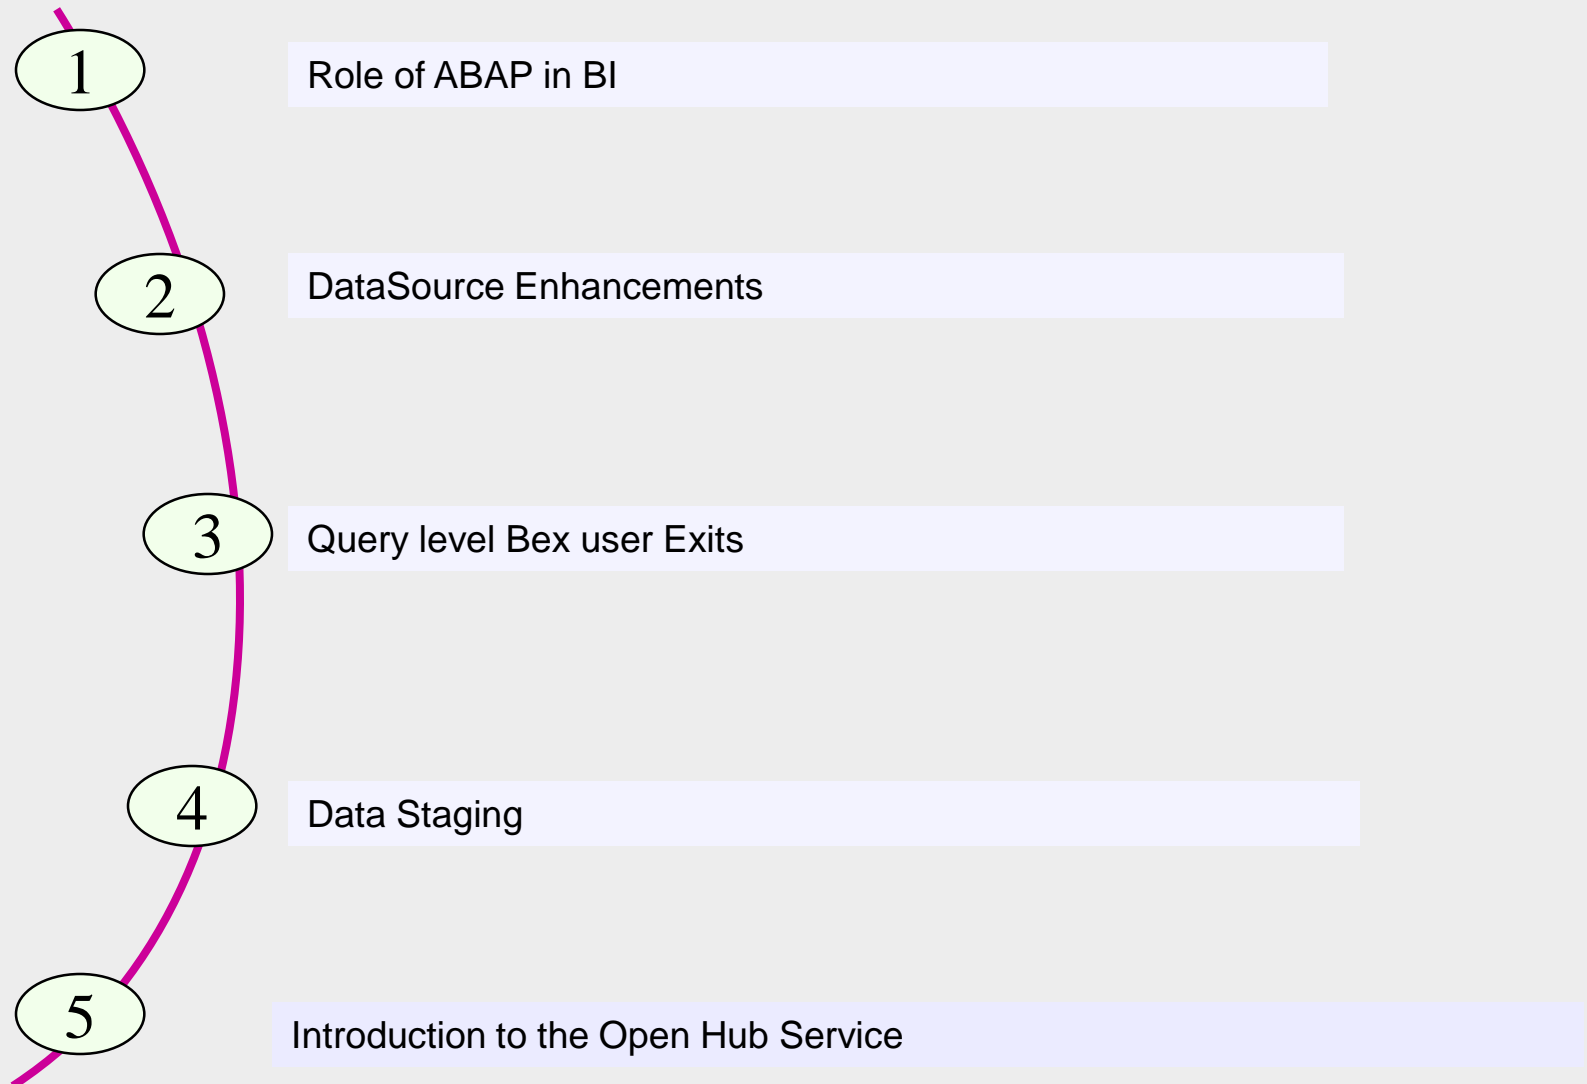 1
Role of ABAP in BI
2
DataSource Enhancements
3
Query level Bex user Exits
4
Data Staging
5
Introduction to the Open Hub Service